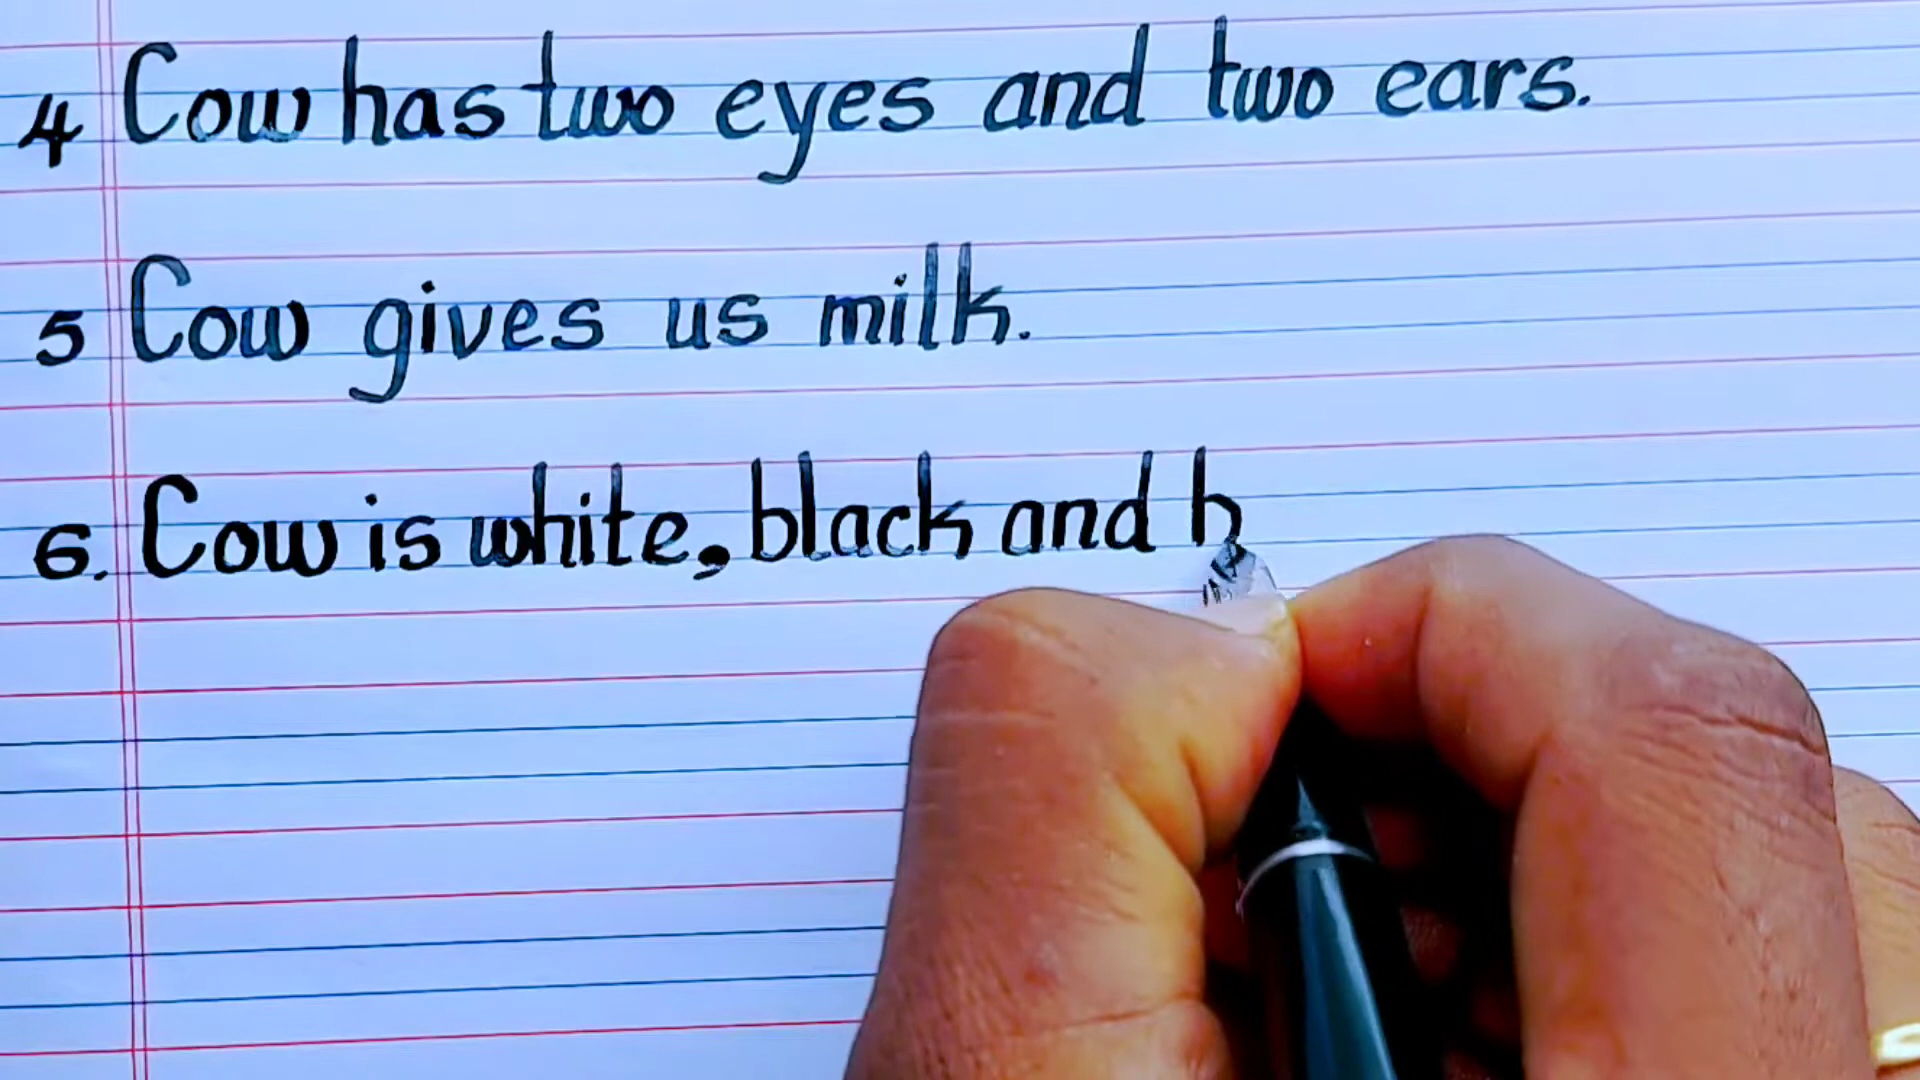 4 Cow has two eyes and two ears.
5 Cow gives us milk.
6. Cow is white, black and